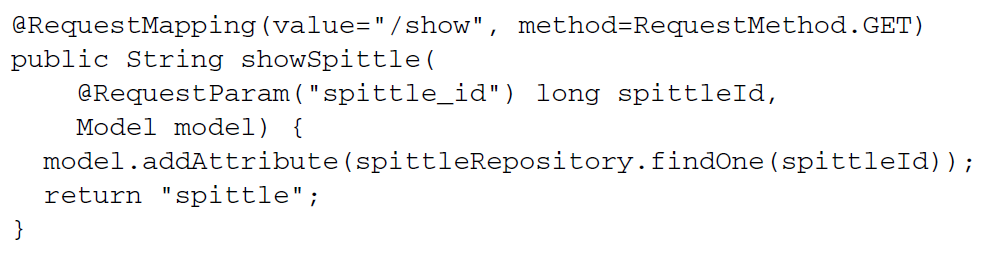 @RequestMapping(value="/show", method=RequestMethod.GET)
public String showSpittle(
    @RequestParam("spittle_id") long spittleId,
    Model model) {
  model.addAttribute(spittleRepository.findOne(spittleId));
  return "spittle";
}